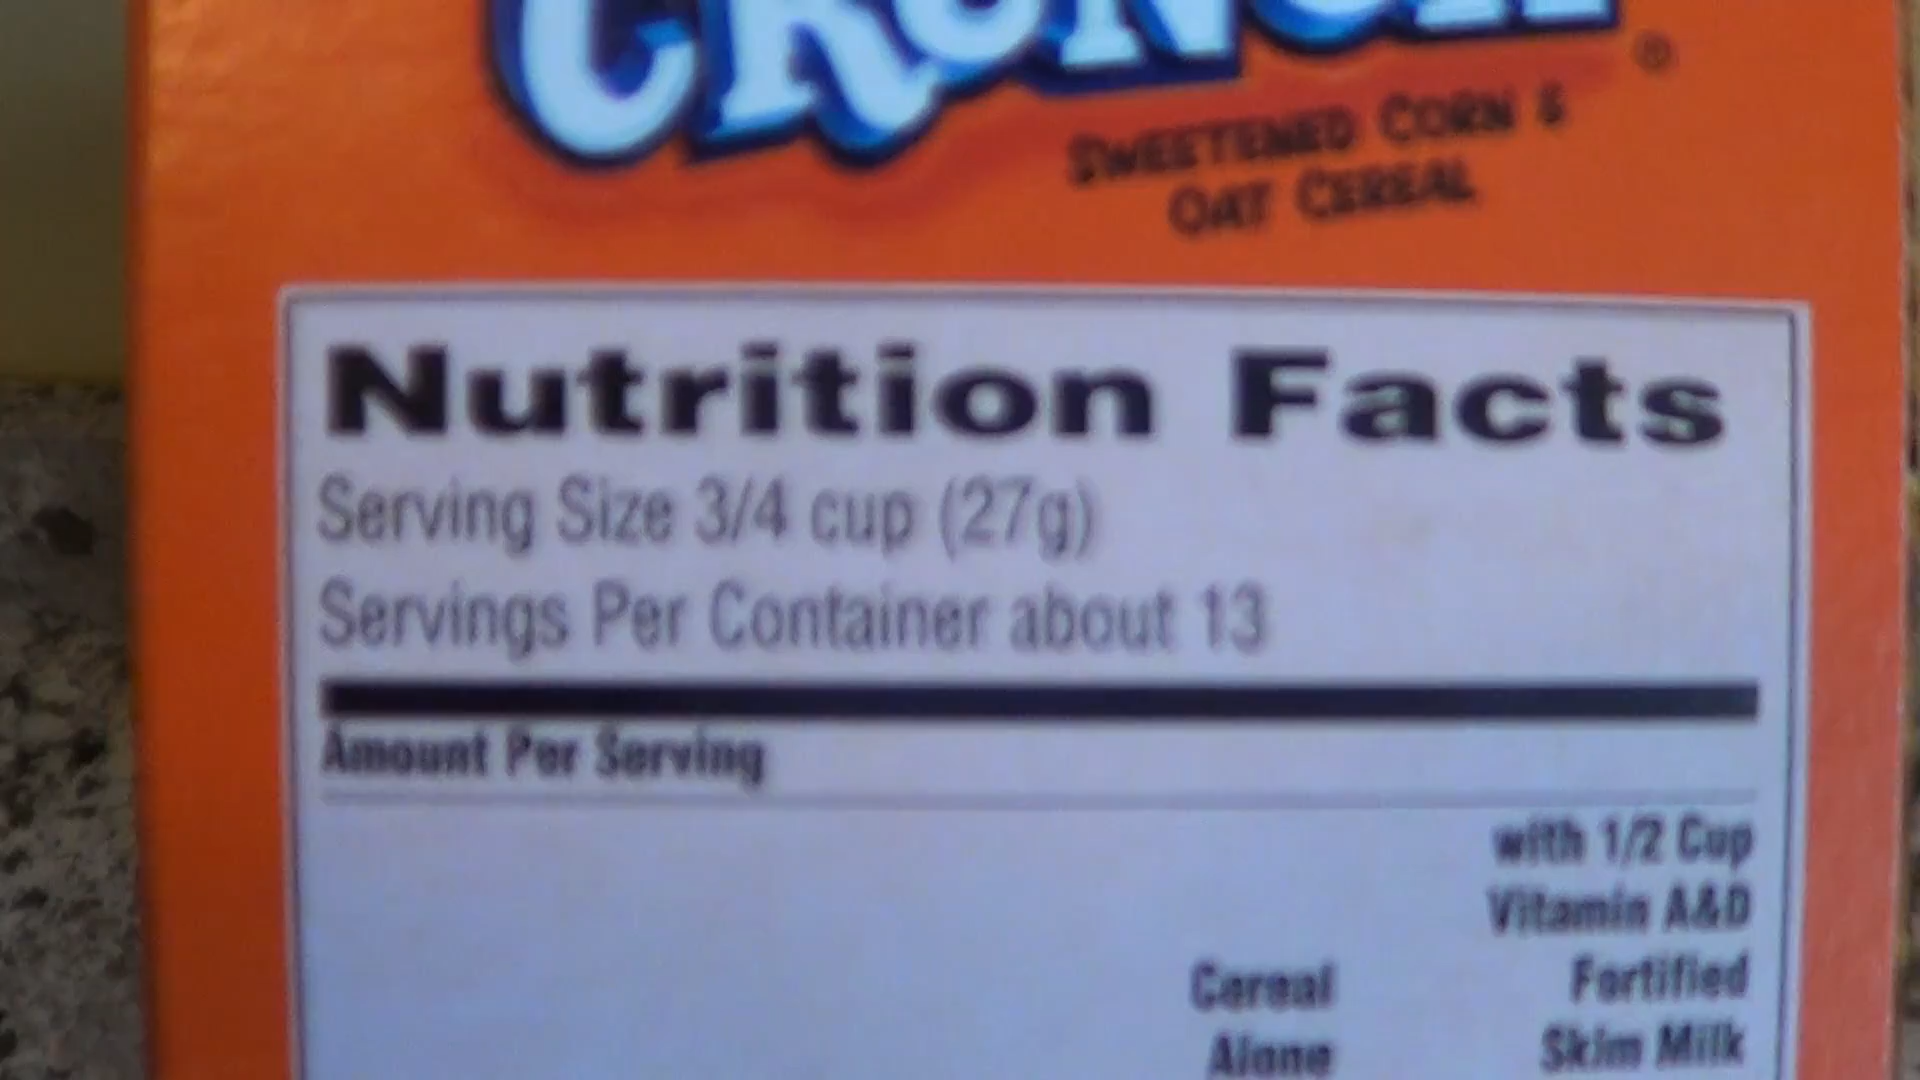 CRUNCH
®
SWEETENED CORN &
OAT CEREAL
Nutrition Facts
Serving Size 3/4 cup (27g)
Servings Per Container about 13
Amount Per Serving
with 1/2 Cup
Vitamin A&D
Cereal Fortified
Alone Skim Milk